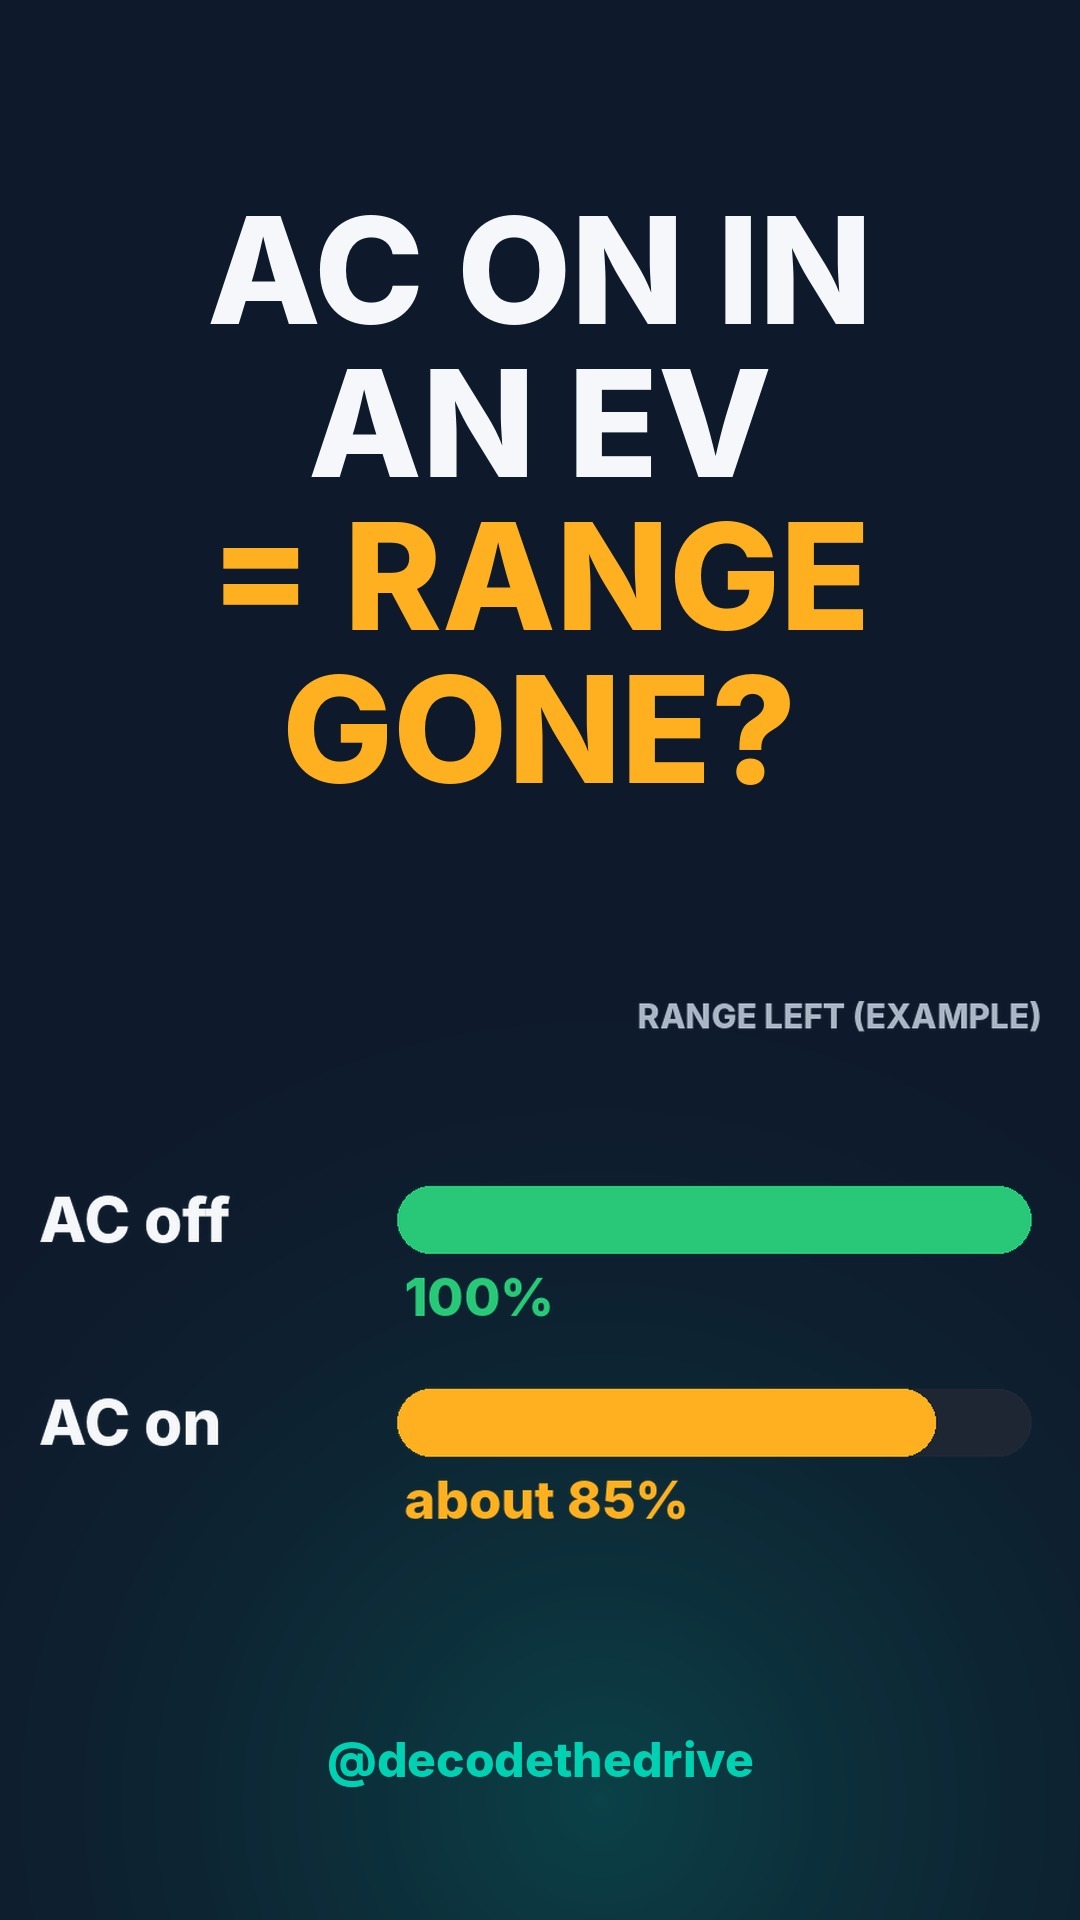 AC ON IN
AN EV
= RANGE
GONE?
RANGE LEFT (EXAMPLE)
AC off
100%
AC on
about 85%
@decodethedrive